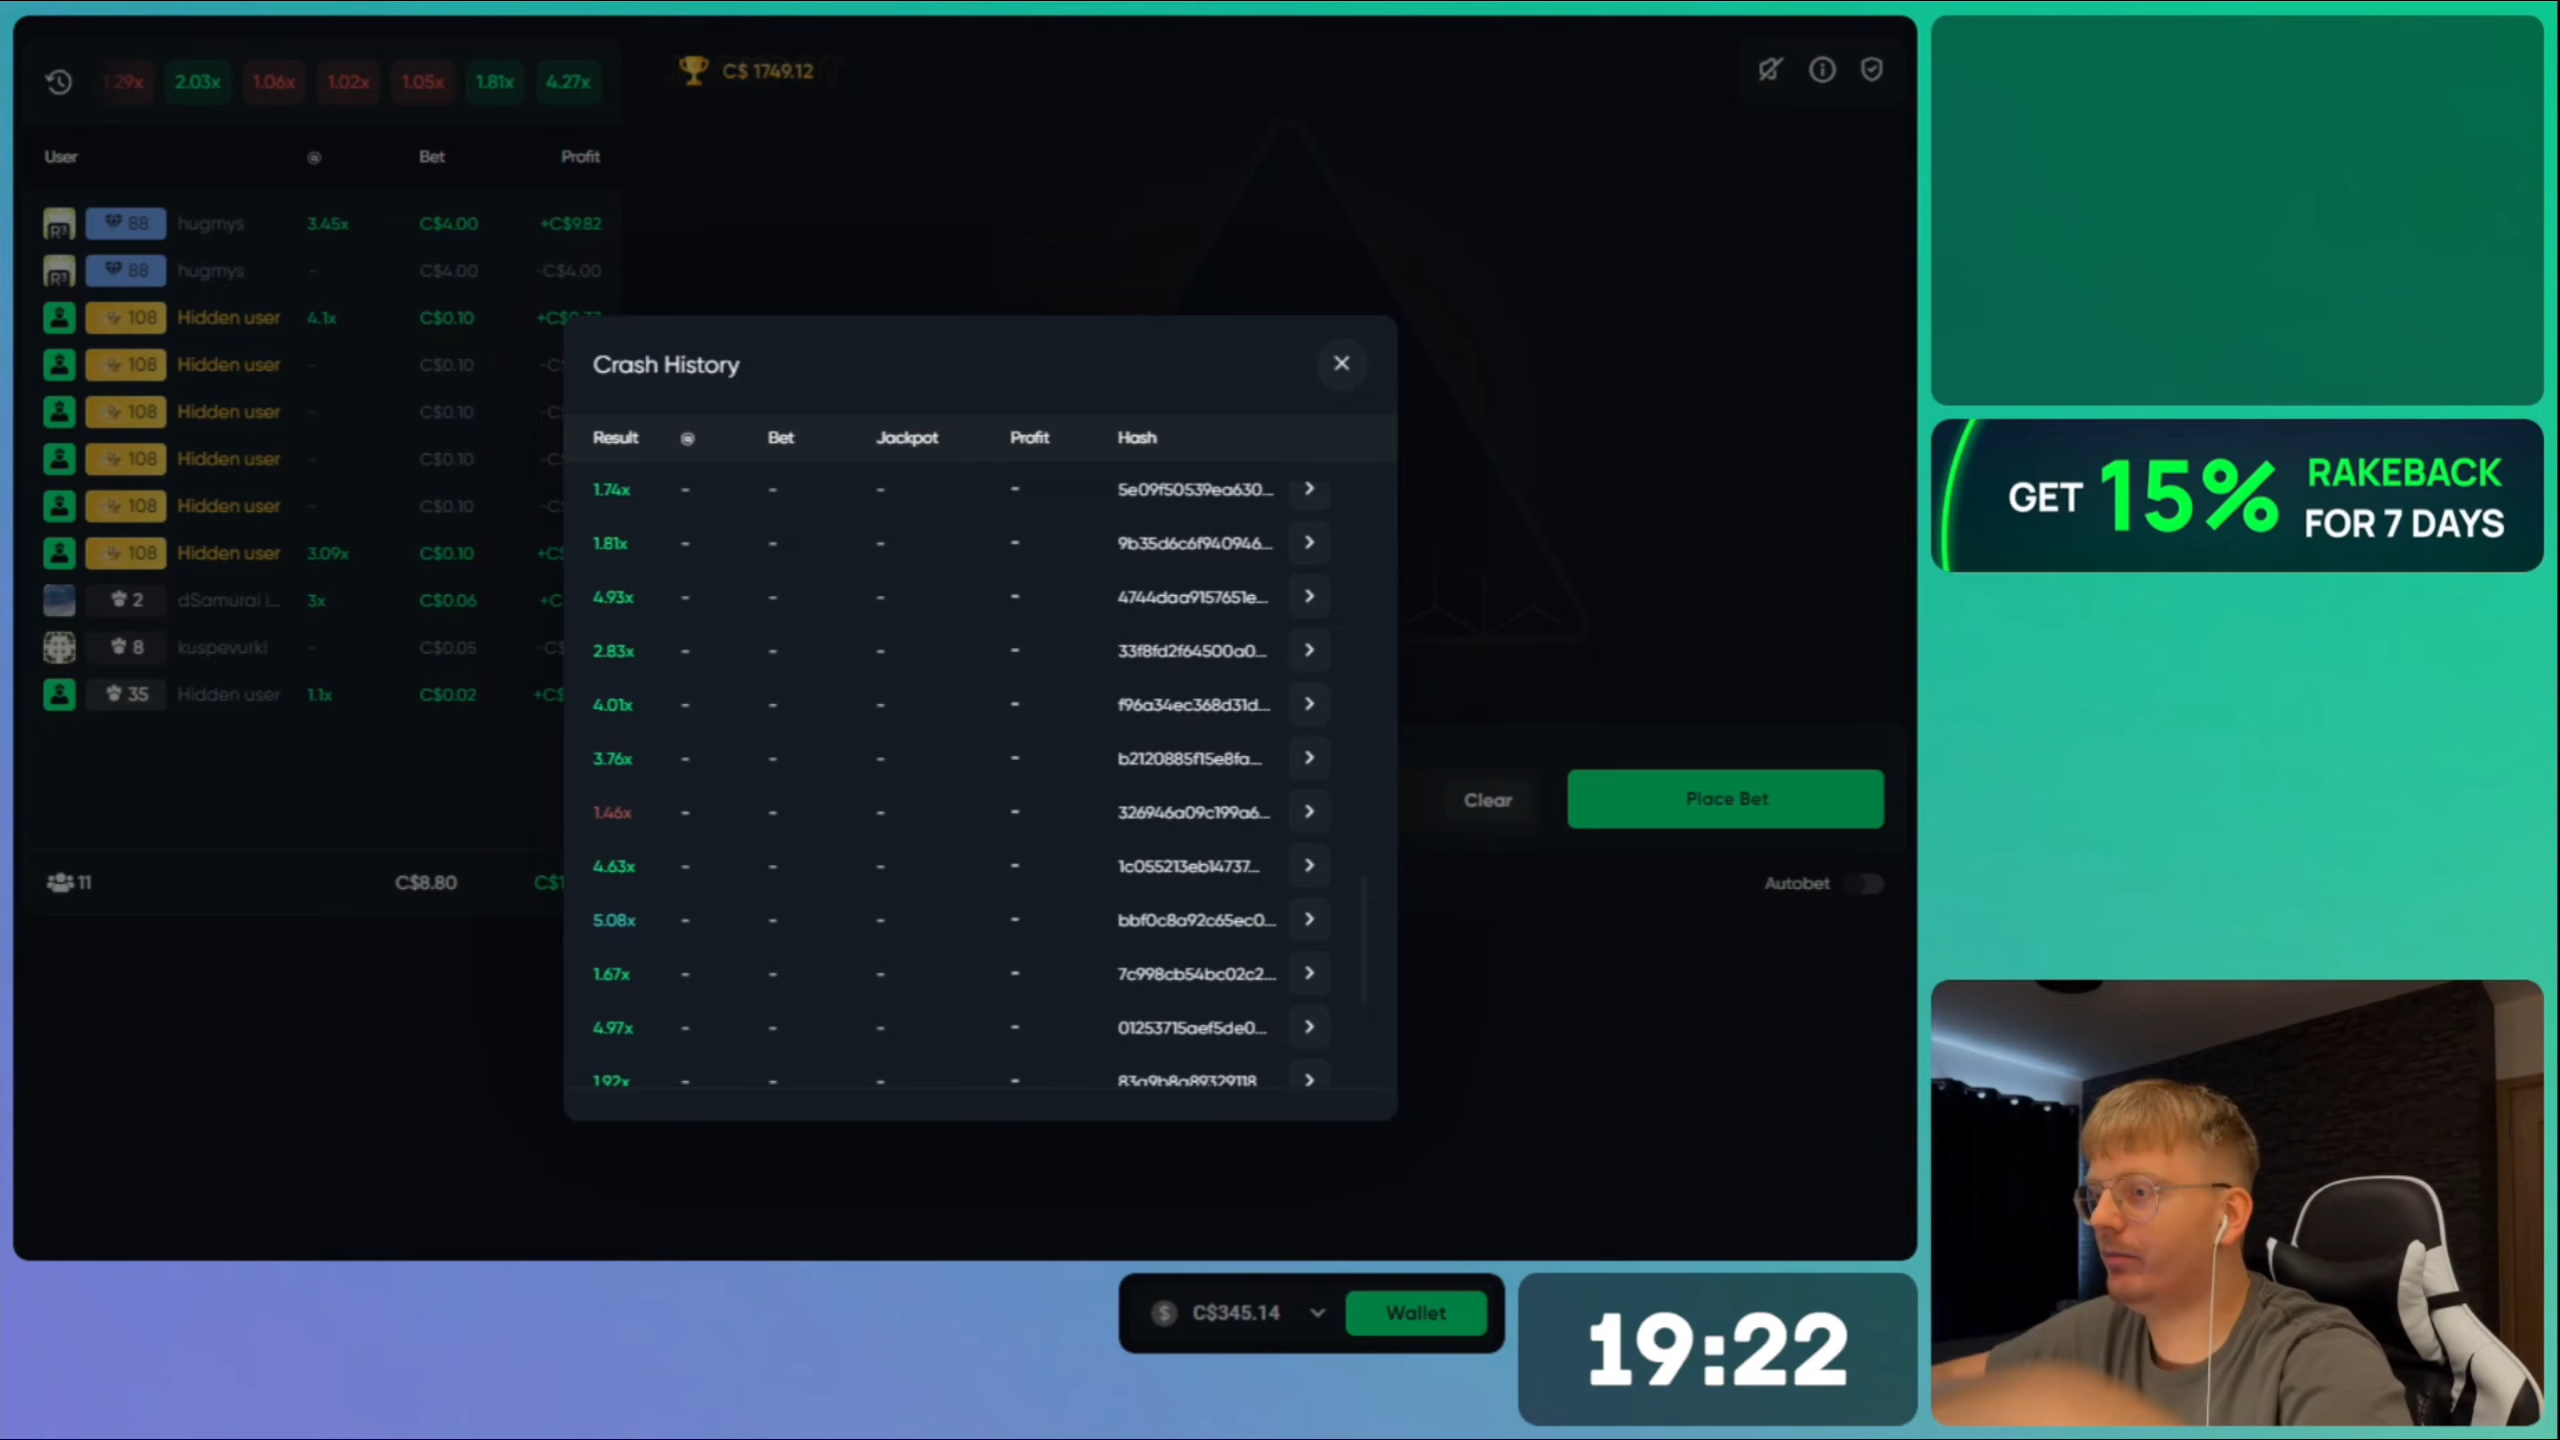 1.29x 2.03x 1.06x 1.02x 1.05x 1.81x 4.27x
C$ 1749.12
User Bet Profit
88 hugmys 3.45x C$4.00 +C$9.82
88 hugmys - C$4.00 -C$4.00
108 Hidden user 4.1x C$0.10
108 Hidden user - C$0.10
108 Hidden user - C$0.10
108 Hidden user - C$0.10
108 Hidden user - C$0.10
108 Hidden user 3.09x C$0.10
2 dSamurai i... 3x C$0.06
8 kuspevurki - C$0.05
35 Hidden user 1.1x C$0.02
11 C$8.80
Crash History
Result Bet Jackpot Profit Hash
1.74x - - - - 5e09f50539ea630...
1.81x - - - - 9b35d6c6f940946...
4.93x - - - - 4744daa9157651e...
2.83x - - - - 33f8fd2f64500a0...
4.01x - - - - f96a34ec368d31d...
3.76x - - - - b2120885f15e8fa...
1.46x - - - - 326946a09c199a6...
4.63x - - - - 1c055213eb14737...
5.08x - - - - bbf0c8a92c65ec0...
1.67x - - - - 7c998cb54bc02c2...
4.97x - - - - 01253715aef5de0...
1.92x - - - - 83a9b8a89329118
Clear
Place Bet
Autobet
GET 15% RAKEBACK
FOR 7 DAYS
C$345.14
Wallet
19:22